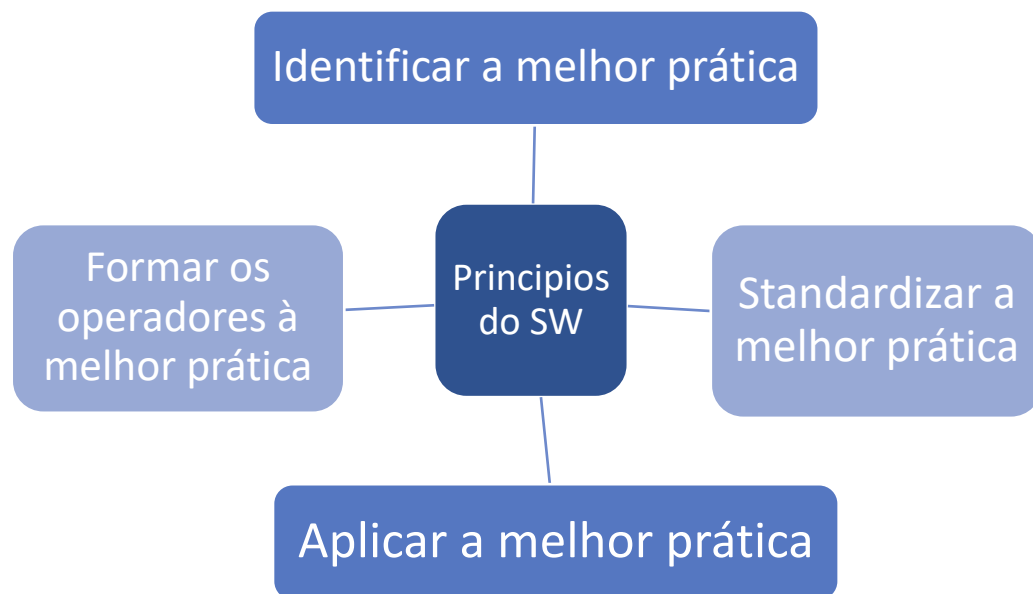 Identificar a melhor prática
Formar os
operadores à
melhor prática
Principios
do SW
Standardizar a
melhor prática
Aplicar a melhor prática